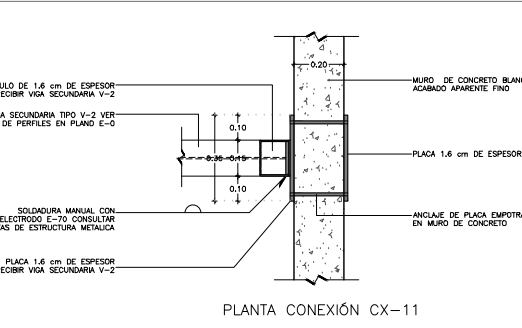 0.20
ULO DE 1.6 cm DE ESPESOR
ECIBIR VIGA SECUNDARIA V-2
MURO DE CONCRETO BLAN
ACABADO APARENTE FINO
A SECUNDARIA TIPO V-2 VER
DE PERFILES EN PLANO E-0
0.10
0.35 0.15
0.10
PLACA 1.6 cm DE ESPESOR
SOLDADURA MANUAL CON
ELECTRODO E-70 CONSULTAR
AS DE ESTRUCTURA METALICA
ANCLAJE DE PLACA EMPOTRA
EN MURO DE CONCRETO
PLACA 1.6 cm DE ESPESOR
ECIBIR VIGA SECUNDARIA V-2
PLANTA CONEXIÓN CX-11